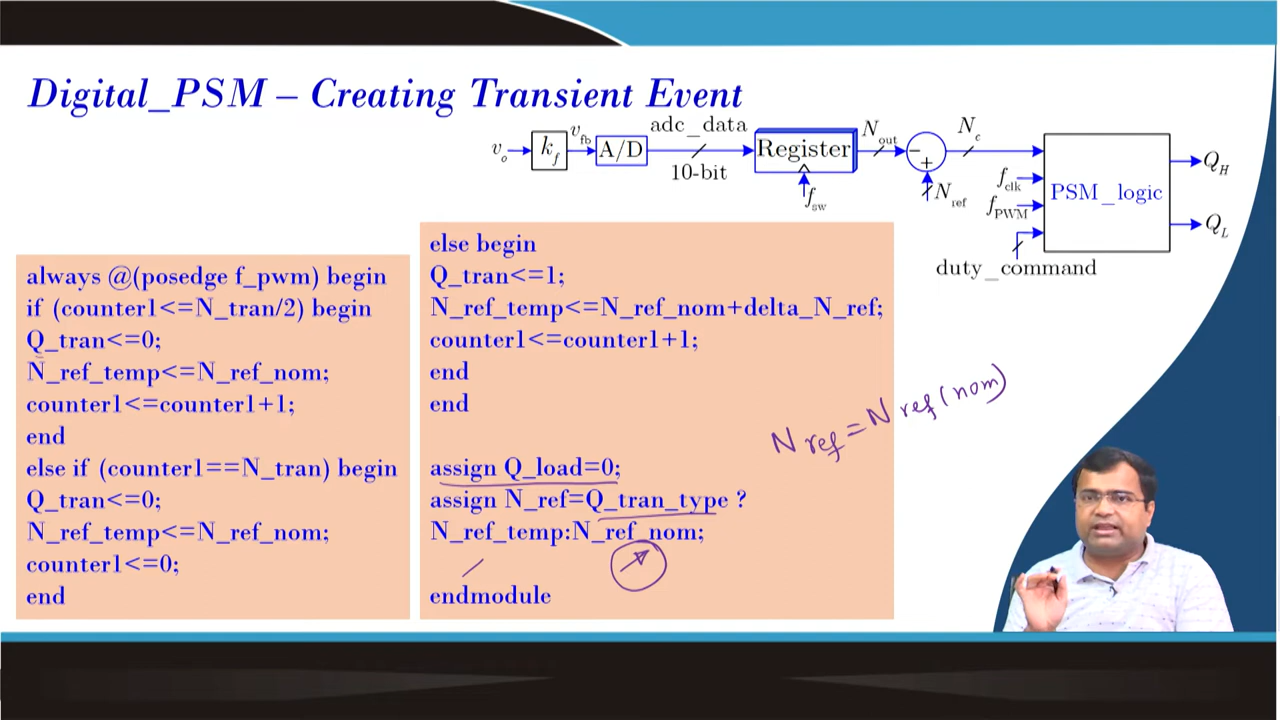 Digital_PSM – Creating Transient Event
v_o
k_f
v_fb
A/D
adc_data
10-bit
Register
f_sw
N_out
−
+
N_ref
N_c
f_clk
f_PWM
duty_command
PSM_logic
Q_H
Q_L
always @(posedge f_pwm) begin
if (counter1<=N_tran/2) begin
Q_tran<=0;
N_ref_temp<=N_ref_nom;
counter1<=counter1+1;
end
else if (counter1==N_tran) begin
Q_tran<=0;
N_ref_temp<=N_ref_nom;
counter1<=0;
end
else begin
Q_tran<=1;
N_ref_temp<=N_ref_nom+delta_N_ref;
counter1<=counter1+1;
end
end
assign Q_load=0;
assign N_ref=Q_tran_type ?
N_ref_temp:N_ref_nom;
endmodule
N ref = N ref(nom)